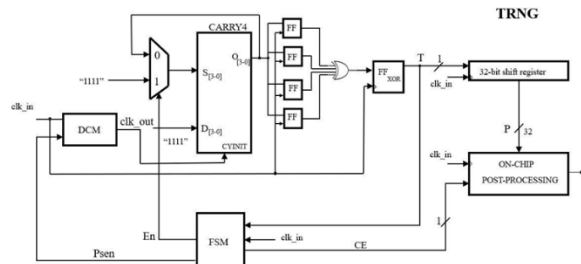 TRNG
CARRY4
0
1
"1111"
S[3-0]
O[3-0]
FF
FF
FF
FF
FF XOR
T
1
clk_in
32-bit shift register
clk_in
DCM
clk_out
"1111"
D[3-0]
CYINIT
P
32
clk_in
ON-CHIP
POST-PROCESSING
En
FSM
clk_in
CE
1
Psen